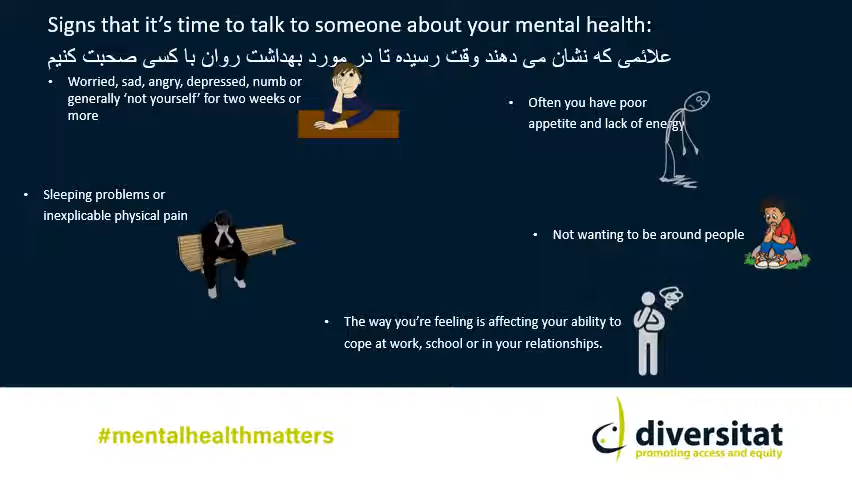 Signs that it’s time to talk to someone about your mental health:
علائمی که نشان می دهند وقت رسیده تا در مورد بهداشت روان با کسی صحبت کنیم
• Worried, sad, angry, depressed, numb or
generally ‘not yourself’ for two weeks or
more
• Often you have poor
appetite and lack of energy
• Sleeping problems or
inexplicable physical pain
• Not wanting to be around people
• The way you’re feeling is affecting your ability to
cope at work, school or in your relationships.
#mentalhealthmatters
diversitat
promoting access and equity